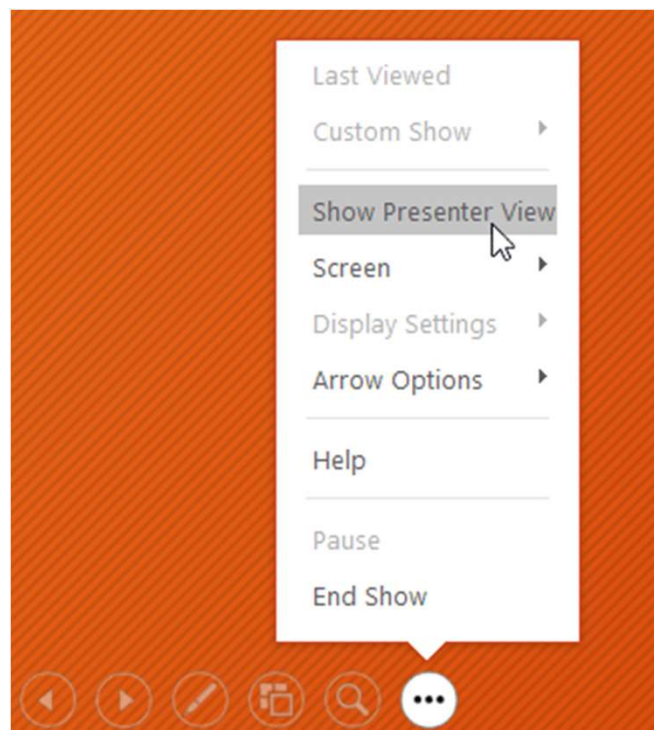 Last Viewed
Custom Show
Show Presenter View
Screen
Display Settings
Arrow Options
Help
Pause
End Show